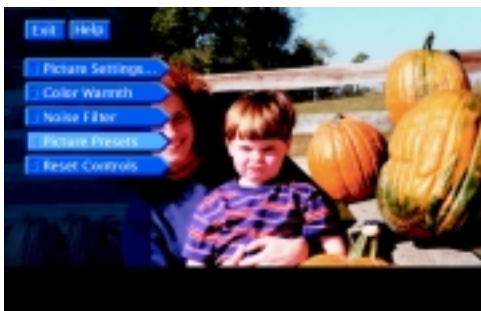 Exit Help
Picture Settings...
Color Warmth
Noise Filter
Picture Presets
Reset Controls